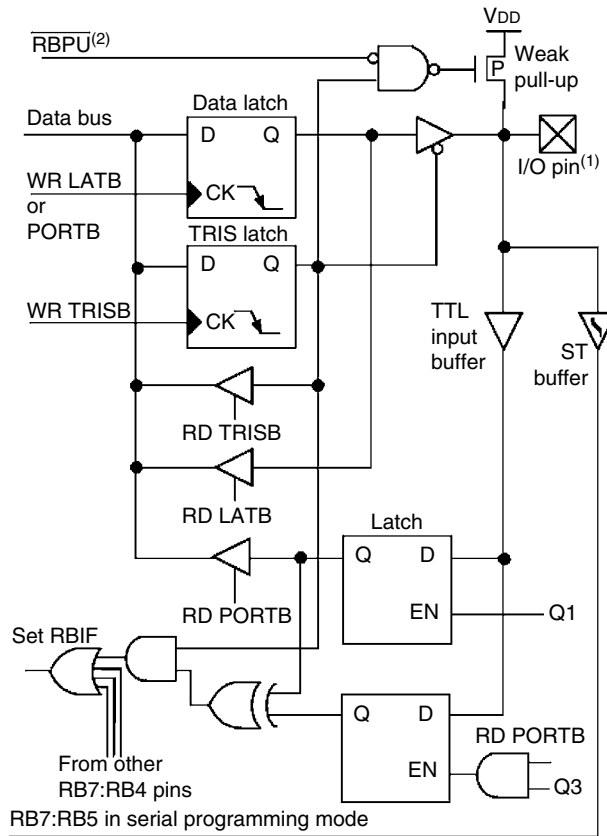 VDD
RBPU(2)
Weak
pull-up
P
Data bus
Data latch
D Q
I/O pin(1)
WR LATB
or
PORTB
CK
TRIS latch
D Q
WR TRISB
CK
TTL
input
buffer
ST
buffer
RD TRISB
RD LATB
Latch
Q D
EN
Q1
RD PORTB
Set RBIF
Q D
RD PORTB
EN
Q3
From other
RB7:RB4 pins
RB7:RB5 in serial programming mode